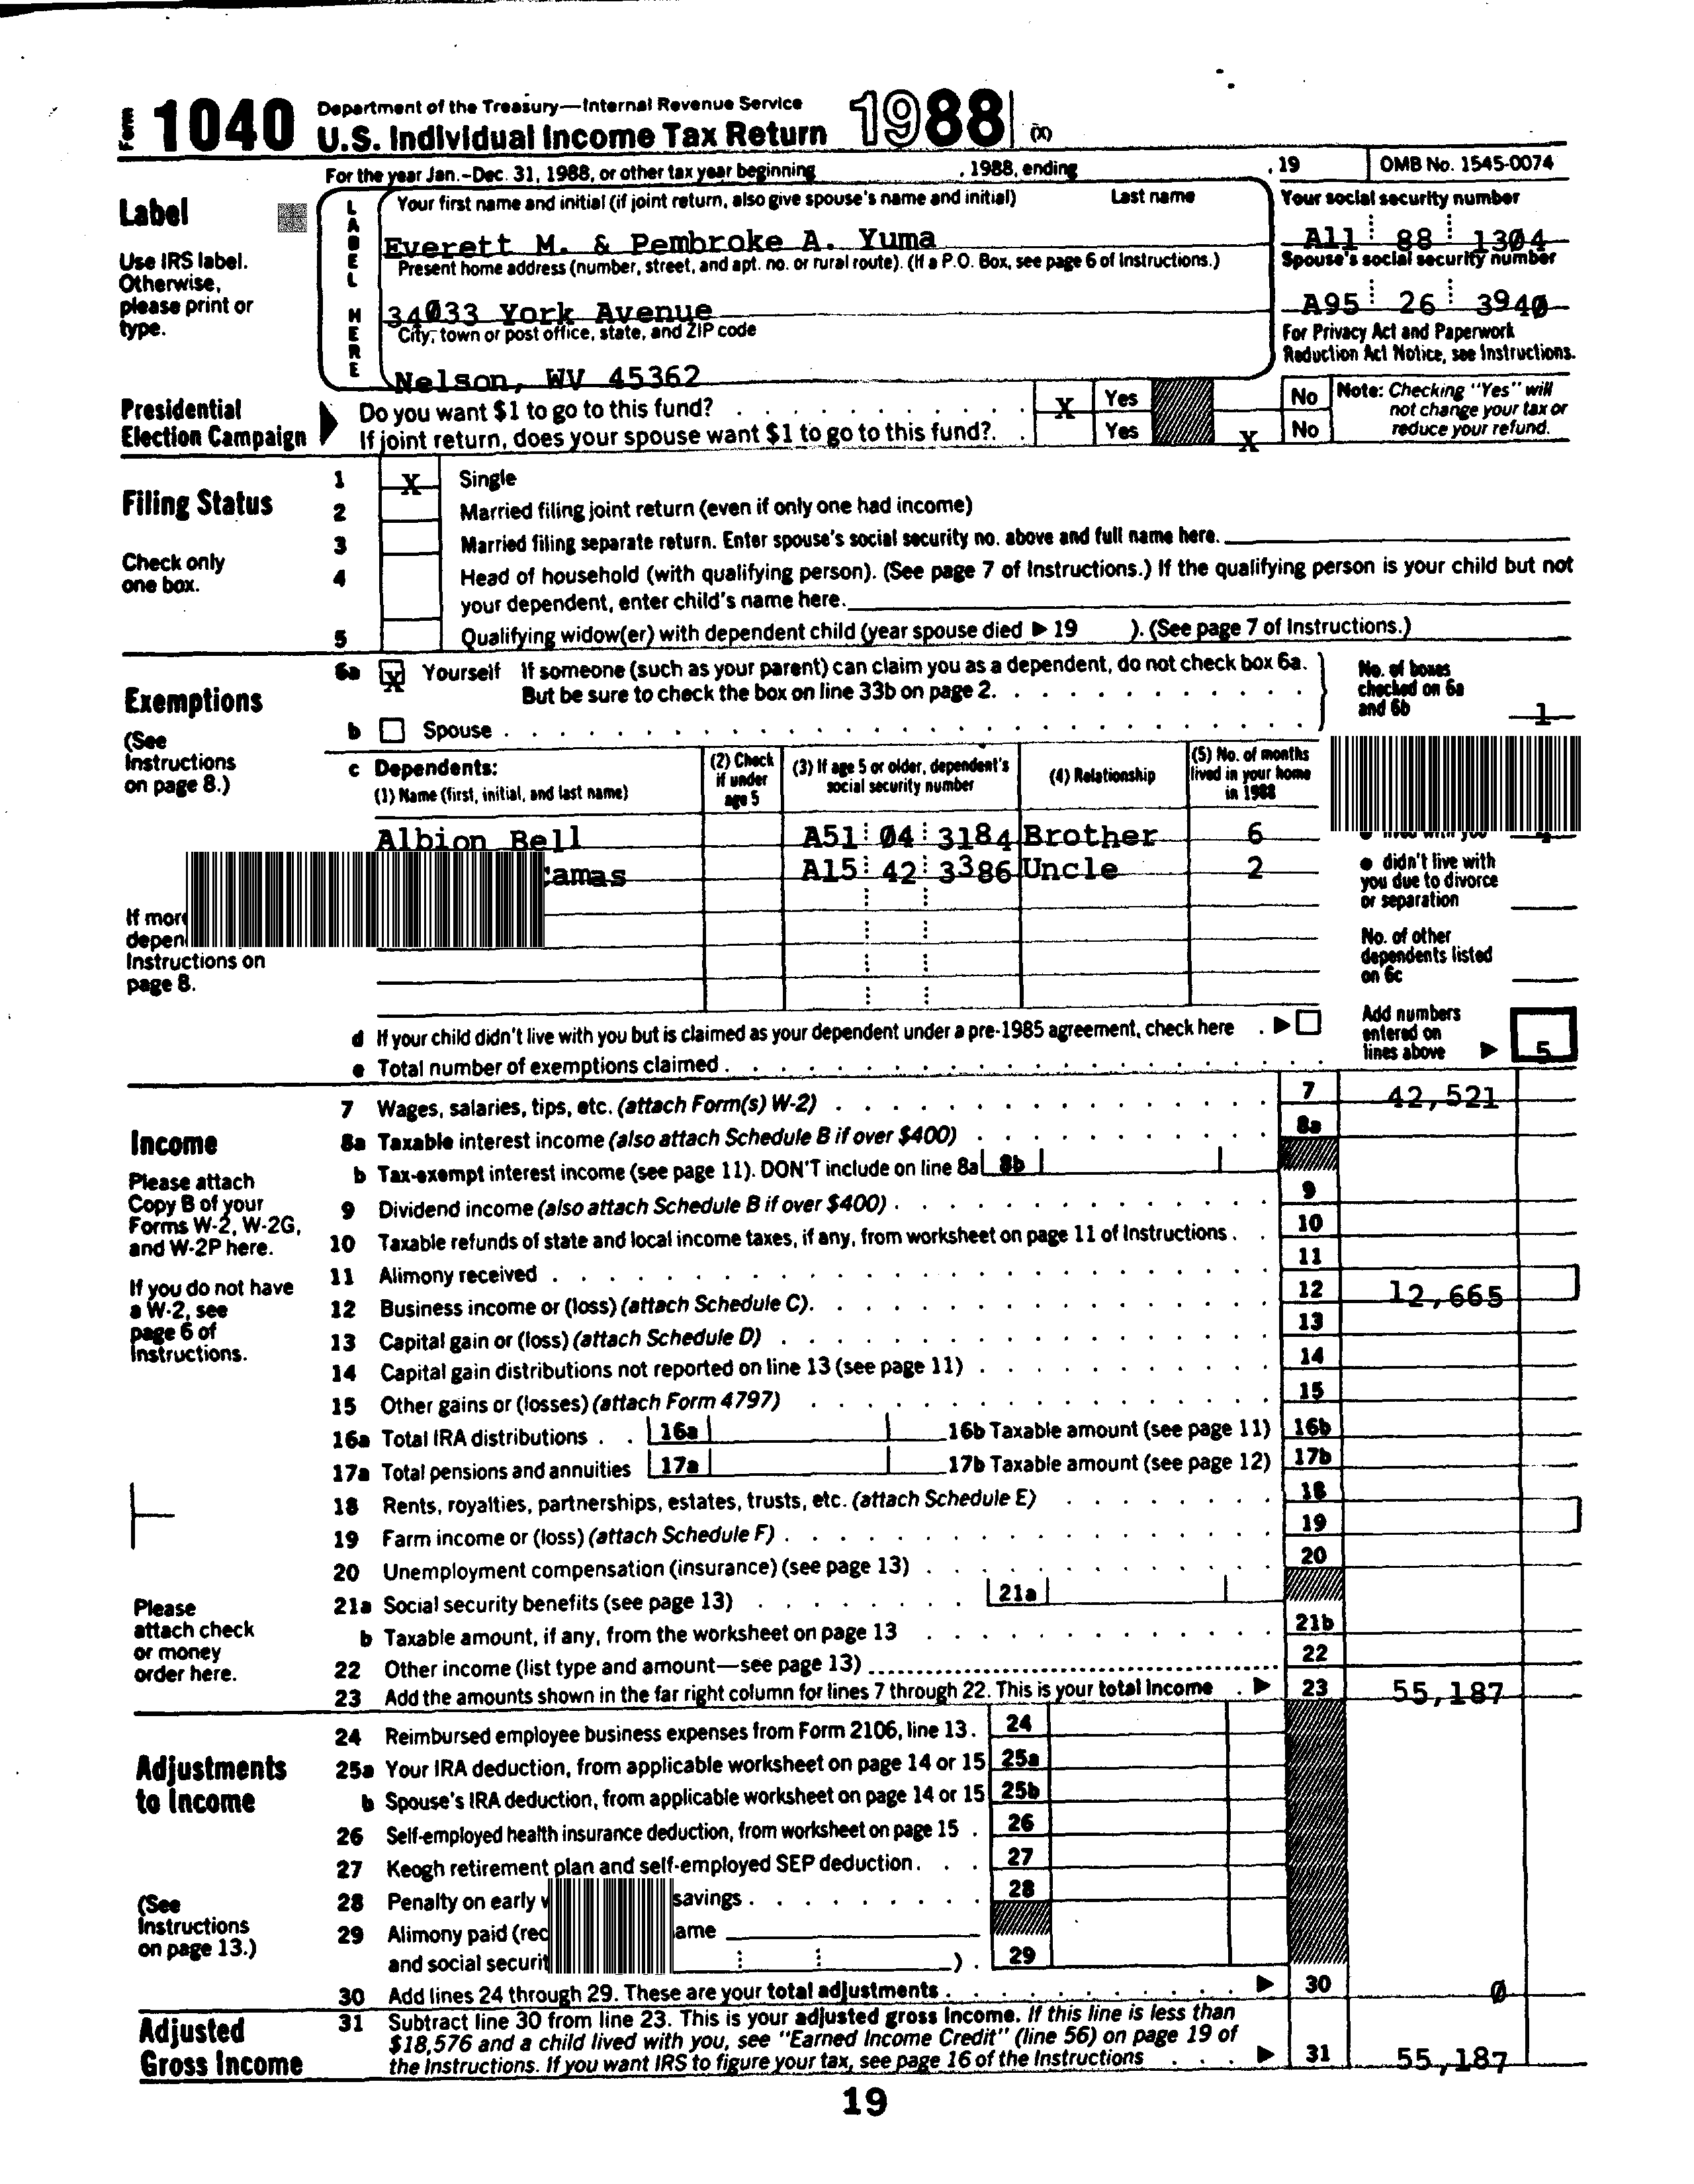 Form 1040 Department of the Treasury—Internal Revenue Service
U.S. Individual Income Tax Return 1988 (X)
For the year Jan.-Dec. 31, 1988, or other tax year beginning , 1988, ending , 19 OMB No. 1545-0074
Label
Use IRS label. Otherwise, please print or type.
LABEL HERE
Your first name and initial (if joint return, also give spouse's name and initial) Last name
Everett M. & Pembroke A. Yuma
Your social security number
A11 88 1304
Present home address (number, street, and apt. no. or rural route). (If a P.O. Box, see page 6 of Instructions.)
34033 York Avenue
Spouse's social security number
A95 26 3940
City, town or post office, state, and ZIP code
Nelson, WV 45362
For Privacy Act and Paperwork Reduction Act Notice, see Instructions.
Presidential Election Campaign
Do you want $1 to go to this fund? X Yes No
If joint return, does your spouse want $1 to go to this fund? Yes X No
Note: Checking "Yes" will not change your tax or reduce your refund.
Filing Status
Check only one box.
1 X Single
2 Married filing joint return (even if only one had income)
3 Married filing separate return. Enter spouse's social security no. above and full name here.
4 Head of household (with qualifying person). (See page 7 of Instructions.) If the qualifying person is your child but not
your dependent, enter child's name here.
5 Qualifying widow(er) with dependent child (year spouse died ▶ 19 ). (See page 7 of Instructions.)
Exemptions
(See Instructions on page 8.)
6a X Yourself If someone (such as your parent) can claim you as a dependent, do not check box 6a.
But be sure to check the box on line 33b on page 2.
No. of boxes checked on 6a and 6b 1
b Spouse
c Dependents:
(1) Name (first, initial, and last name)
(2) Check if under age 5
(3) If age 5 or older, dependent's social security number
(4) Relationship
(5) No. of months lived in your home in 1988
Albion Bell A51 04 3184 Brother 6
amas A15 42 3386 Uncle 2
● lived with you
● didn't live with you due to divorce or separation
No. of other dependents listed on 6c
If more
depen
Instructions on page 8.
d If your child didn't live with you but is claimed as your dependent under a pre-1985 agreement, check here ▶
e Total number of exemptions claimed
Add numbers entered on lines above ▶ 5
Income
Please attach Copy B of your Forms W-2, W-2G, and W-2P here.
If you do not have a W-2, see page 6 of Instructions.
Please attach check or money order here.
7 Wages, salaries, tips, etc. (attach Form(s) W-2) 7 42,521
8a Taxable interest income (also attach Schedule B if over $400) 8a
b Tax-exempt interest income (see page 11). DON'T include on line 8a 8b
9 Dividend income (also attach Schedule B if over $400) 9
10 Taxable refunds of state and local income taxes, if any, from worksheet on page 11 of Instructions 10
11 Alimony received 11
12 Business income or (loss) (attach Schedule C) 12 12,665
13 Capital gain or (loss) (attach Schedule D) 13
14 Capital gain distributions not reported on line 13 (see page 11) 14
15 Other gains or (losses) (attach Form 4797) 15
16a Total IRA distributions 16a 16b Taxable amount (see page 11) 16b
17a Total pensions and annuities 17a 17b Taxable amount (see page 12) 17b
18 Rents, royalties, partnerships, estates, trusts, etc. (attach Schedule E) 18
19 Farm income or (loss) (attach Schedule F) 19
20 Unemployment compensation (insurance) (see page 13) 20
21a Social security benefits (see page 13) 21a
b Taxable amount, if any, from the worksheet on page 13 21b
22 Other income (list type and amount—see page 13) 22
23 Add the amounts shown in the far right column for lines 7 through 22. This is your total income ▶ 23 55,187
Adjustments to Income
(See Instructions on page 13.)
24 Reimbursed employee business expenses from Form 2106, line 13. 24
25a Your IRA deduction, from applicable worksheet on page 14 or 15 25a
b Spouse's IRA deduction, from applicable worksheet on page 14 or 15 25b
26 Self-employed health insurance deduction, from worksheet on page 15 26
27 Keogh retirement plan and self-employed SEP deduction 27
28 Penalty on early savings 28
29 Alimony paid (rec ame
and social securit ) 29
30 Add lines 24 through 29. These are your total adjustments ▶ 30 0
Adjusted Gross Income
31 Subtract line 30 from line 23. This is your adjusted gross income. If this line is less than
$18,576 and a child lived with you, see "Earned Income Credit" (line 56) on page 19 of
the Instructions. If you want IRS to figure your tax, see page 16 of the Instructions ▶ 31 55,187
19